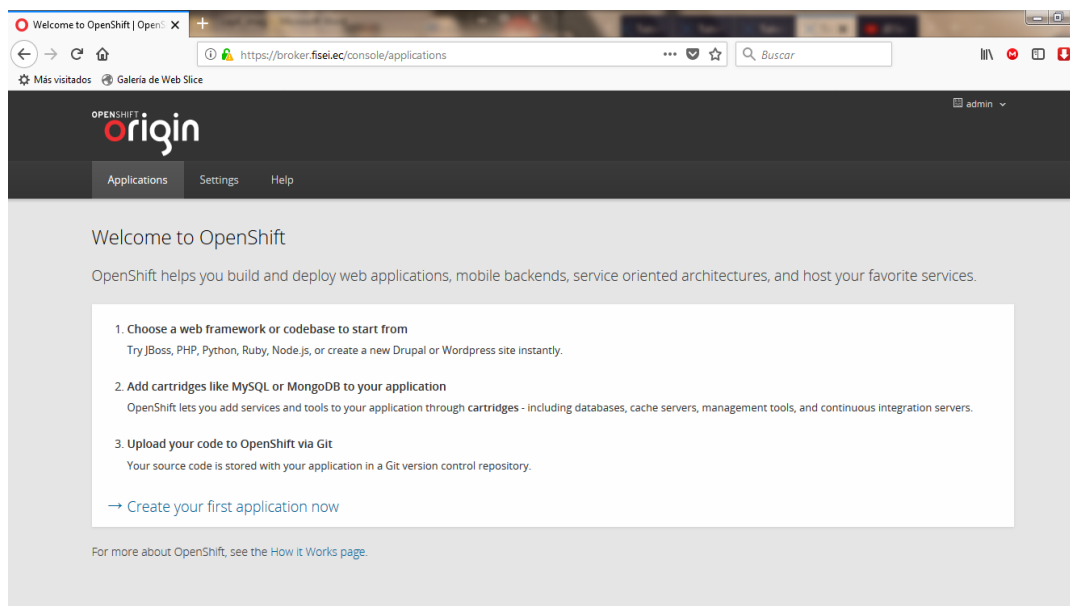 Welcome to OpenShift | OpenS
https://broker.fisei.ec/console/applications
Buscar
Más visitados
Galería de Web Slice
OPENSHIFT
origin
admin
Applications
Settings
Help
Welcome to OpenShift
OpenShift helps you build and deploy web applications, mobile backends, service oriented architectures, and host your favorite services.
1. Choose a web framework or codebase to start from
Try JBoss, PHP, Python, Ruby, Node.js, or create a new Drupal or Wordpress site instantly.
2. Add cartridges like MySQL or MongoDB to your application
OpenShift lets you add services and tools to your application through cartridges - including databases, cache servers, management tools, and continuous integration servers.
3. Upload your code to OpenShift via Git
Your source code is stored with your application in a Git version control repository.
→ Create your first application now
For more about OpenShift, see the How it Works page.